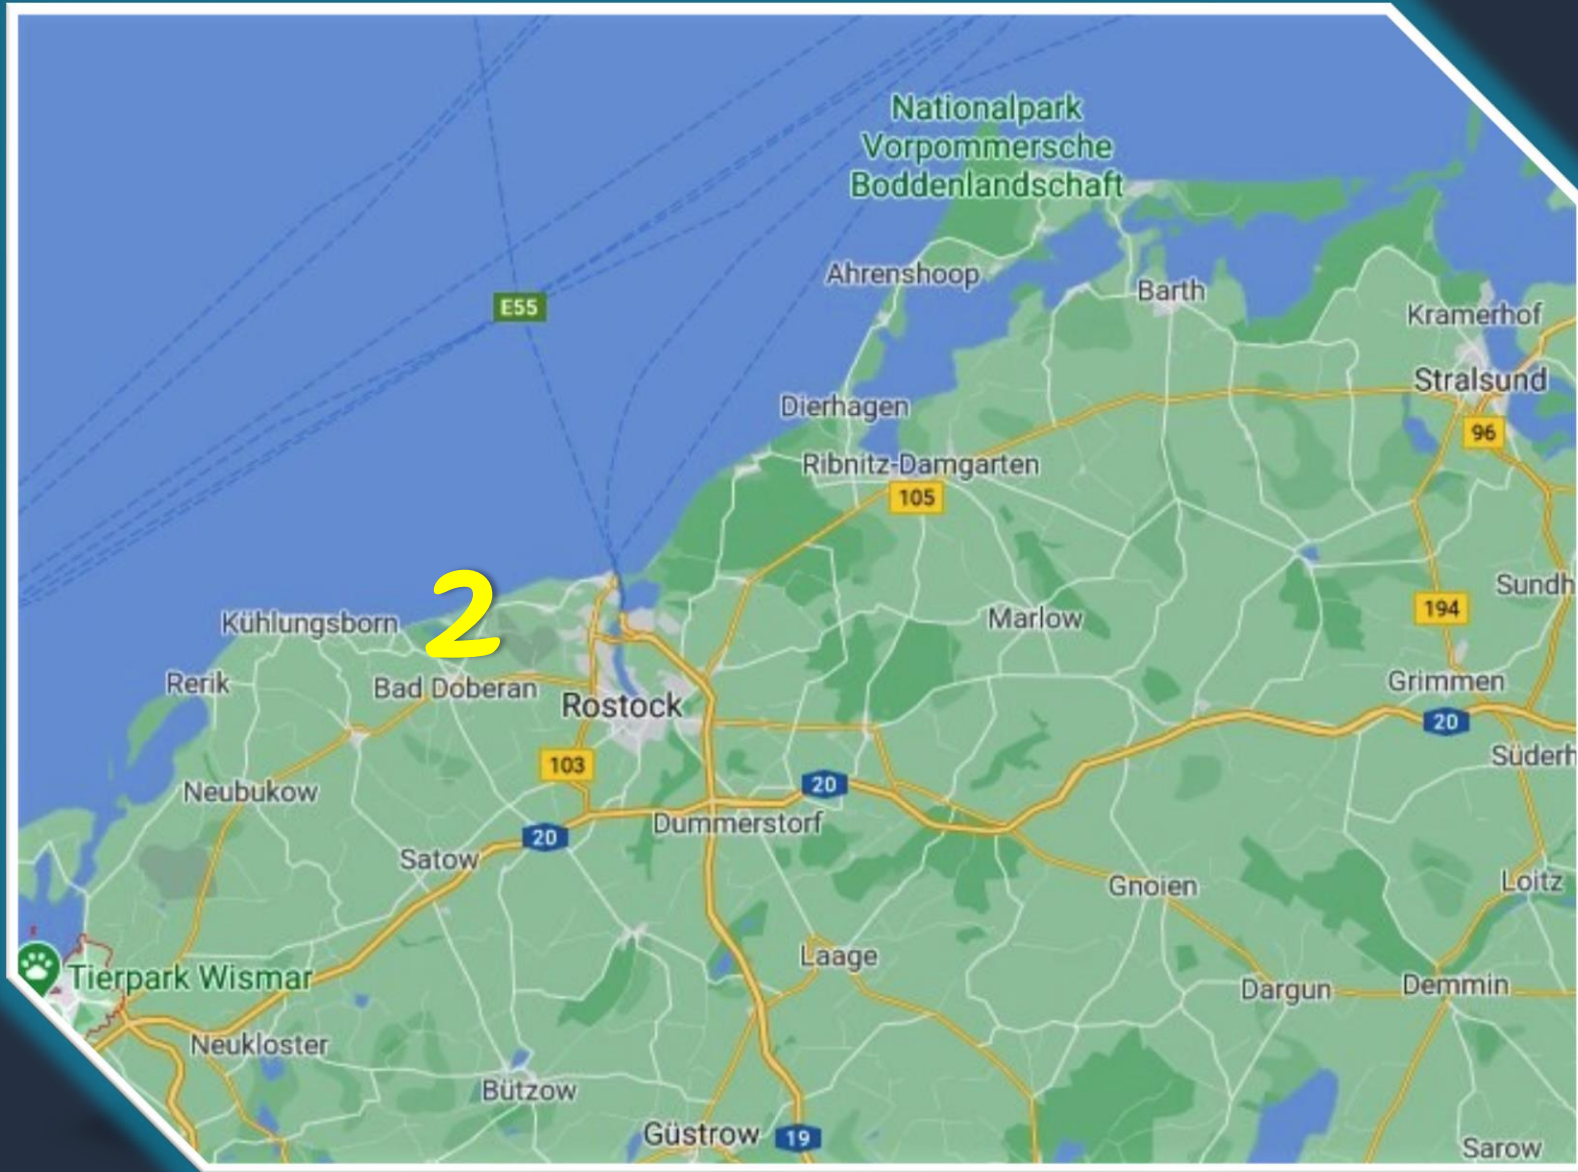 Nationalpark
Vorpommersche
Boddenlandschaft
Ahrenshoop
Barth
E55
Kramerhof
Stralsund
Dierhagen
96
Ribnitz-Damgarten
105
Sundh
2
194
Kühlungsborn
Marlow
Rerik
Bad Doberan
Grimmen
Rostock
20
Süderh
103
20
Neubukow
Dummerstorf
20
Satow
Loitz
Gnoien
Laage
Tierpark Wismar
Demmin
Dargun
Neukloster
Bützow
Güstrow
19
Sarow